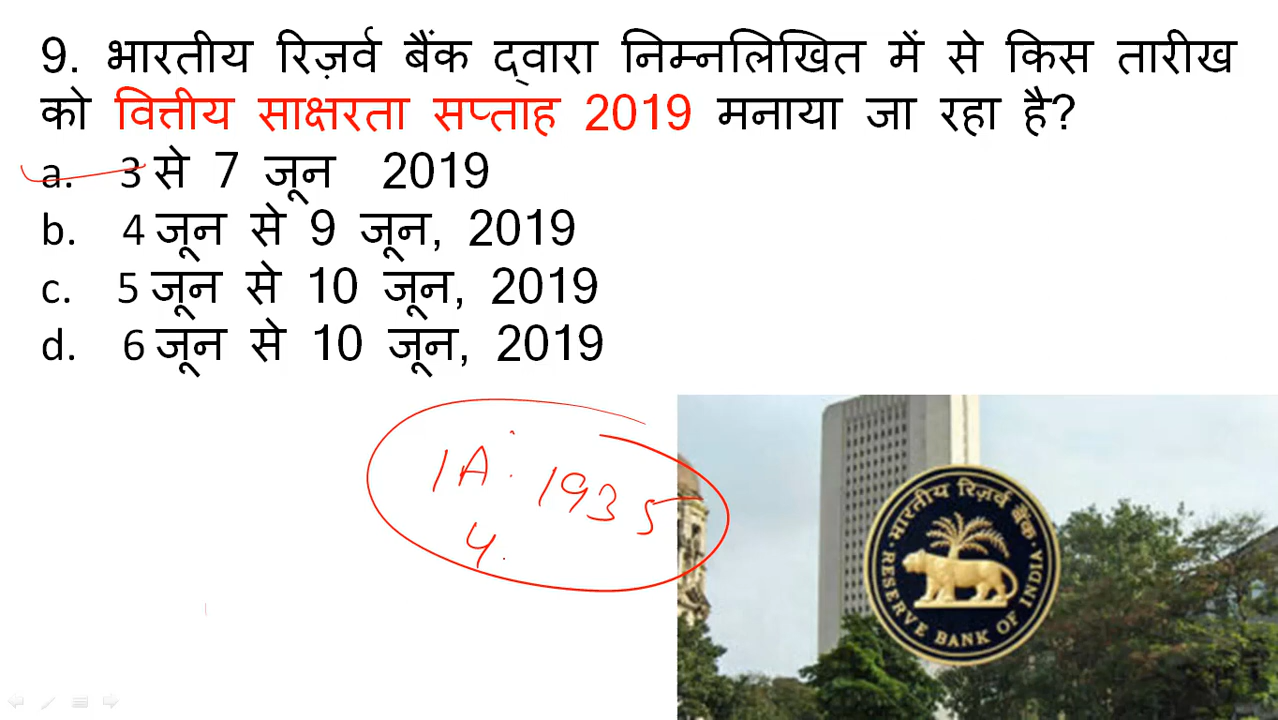 9. भारतीय रिज़र्व बैंक द्वारा निम्नलिखित में से किस तारीख
को वित्तीय साक्षरता सप्ताह 2019 मनाया जा रहा है?
a. 3 से 7 जून 2019
b. 4 जून से 9 जून, 2019
c. 5 जून से 10 जून, 2019
d. 6 जून से 10 जून, 2019
1A: 1935
4.
भारतीय रिज़र्व बैंक
RESERVE BANK OF INDIA